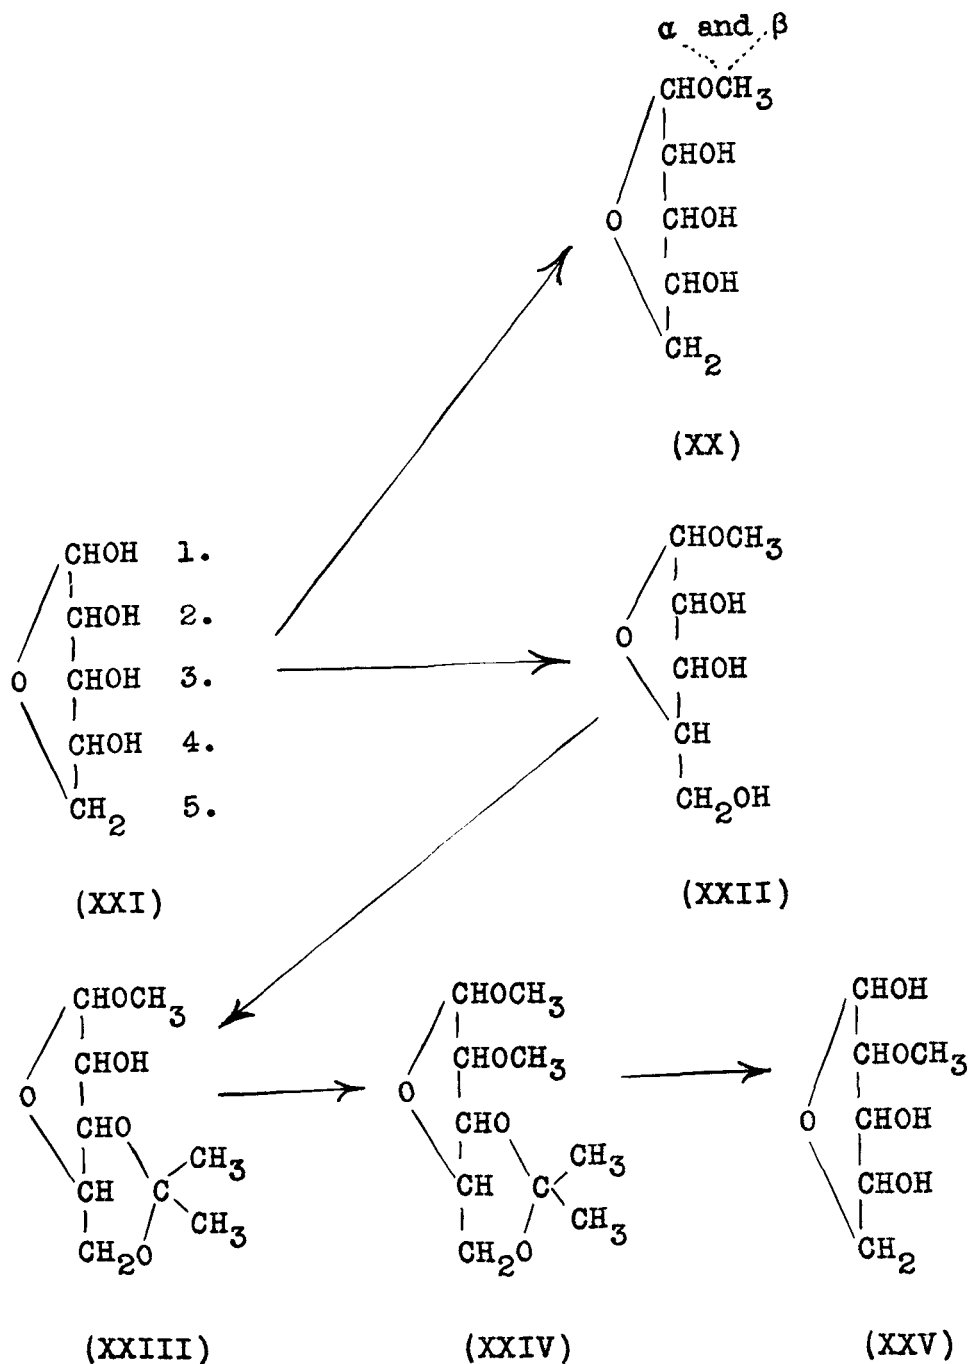 α and β
CHOCH3
CHOH
O CHOH
CHOH
CH2
(XX)
CHOH 1.
CHOH 2.
O CHOH 3.
CHOH 4.
CH2 5.
(XXI)
CHOCH3
CHOH
O CHOH
CH
CH2OH
(XXII)
CHOCH3
CHOH
O CHO
CH C CH3
CH3
CH2O
(XXIII)
CHOCH3
CHOCH3
O CHO
CH C CH3
CH3
CH2O
(XXIV)
CHOH
CHOCH3
O CHOH
CHOH
CH2
(XXV)